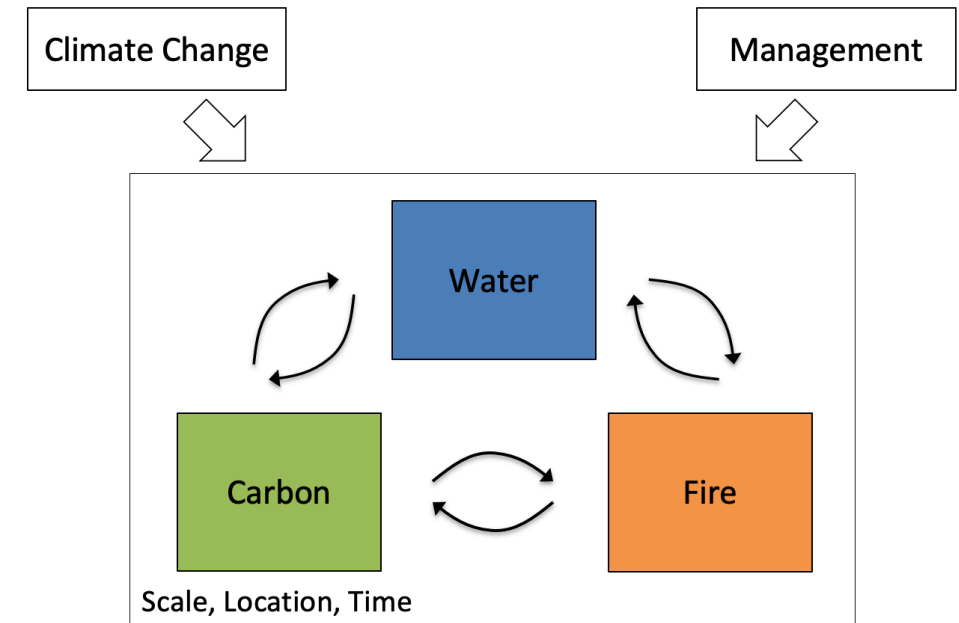 Climate Change
Management
Water
Carbon
Fire
Scale, Location, Time